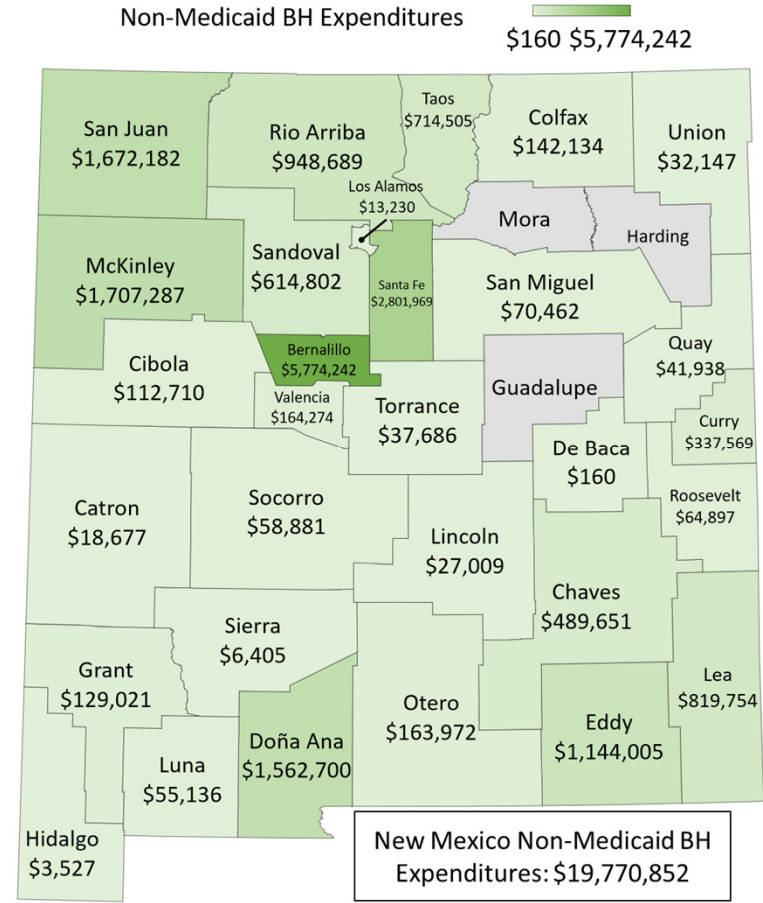 Non-Medicaid BH Expenditures
$160 $5,774,242
San Juan
$1,672,182
Rio Arriba
$948,689
Taos
$714,505
Colfax
$142,134
Union
$32,147
Los Alamos
$13,230
Mora
Harding
McKinley
$1,707,287
Sandoval
$614,802
Santa Fe
$2,801,969
San Miguel
$70,462
Bernalillo
$5,774,242
Cibola
$112,710
Valencia
$164,274
Torrance
$37,686
Guadalupe
Quay
$41,938
Curry
$337,569
De Baca
$160
Roosevelt
$64,897
Catron
$18,677
Socorro
$58,881
Lincoln
$27,009
Chaves
$489,651
Sierra
$6,405
Grant
$129,021
Otero
$163,972
Lea
$819,754
Eddy
$1,144,005
Doña Ana
$1,562,700
Luna
$55,136
Hidalgo
$3,527
New Mexico Non-Medicaid BH
Expenditures: $19,770,852